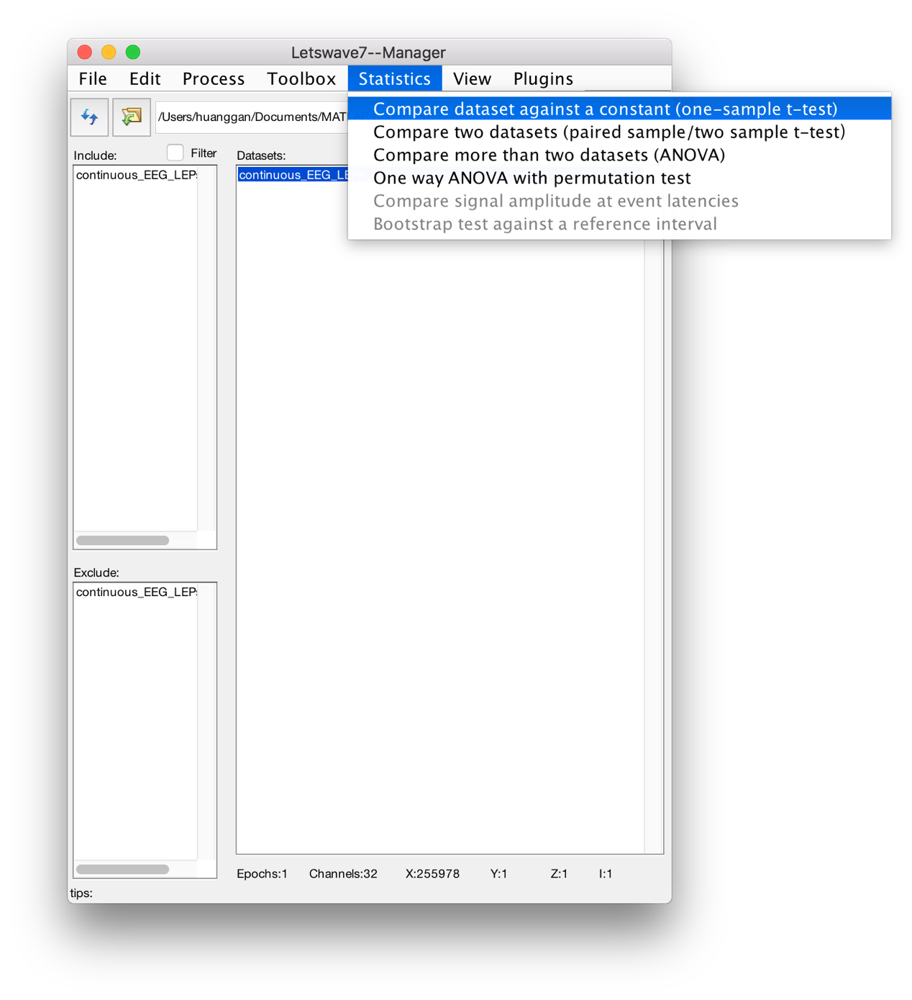 Letswave7--Manager
File Edit Process Toolbox Statistics View Plugins
Compare dataset against a constant (one-sample t-test)
Compare two datasets (paired sample/two sample t-test)
Compare more than two datasets (ANOVA)
One way ANOVA with permutation test
Compare signal amplitude at event latencies
Bootstrap test against a reference interval
/Users/huanggan/Documents/MAT
Include: Filter Datasets:
continuous_EEG_LEP continuous_EEG_LE
Exclude:
continuous_EEG_LEP
Epochs:1 Channels:32 X:255978 Y:1 Z:1 I:1
tips: